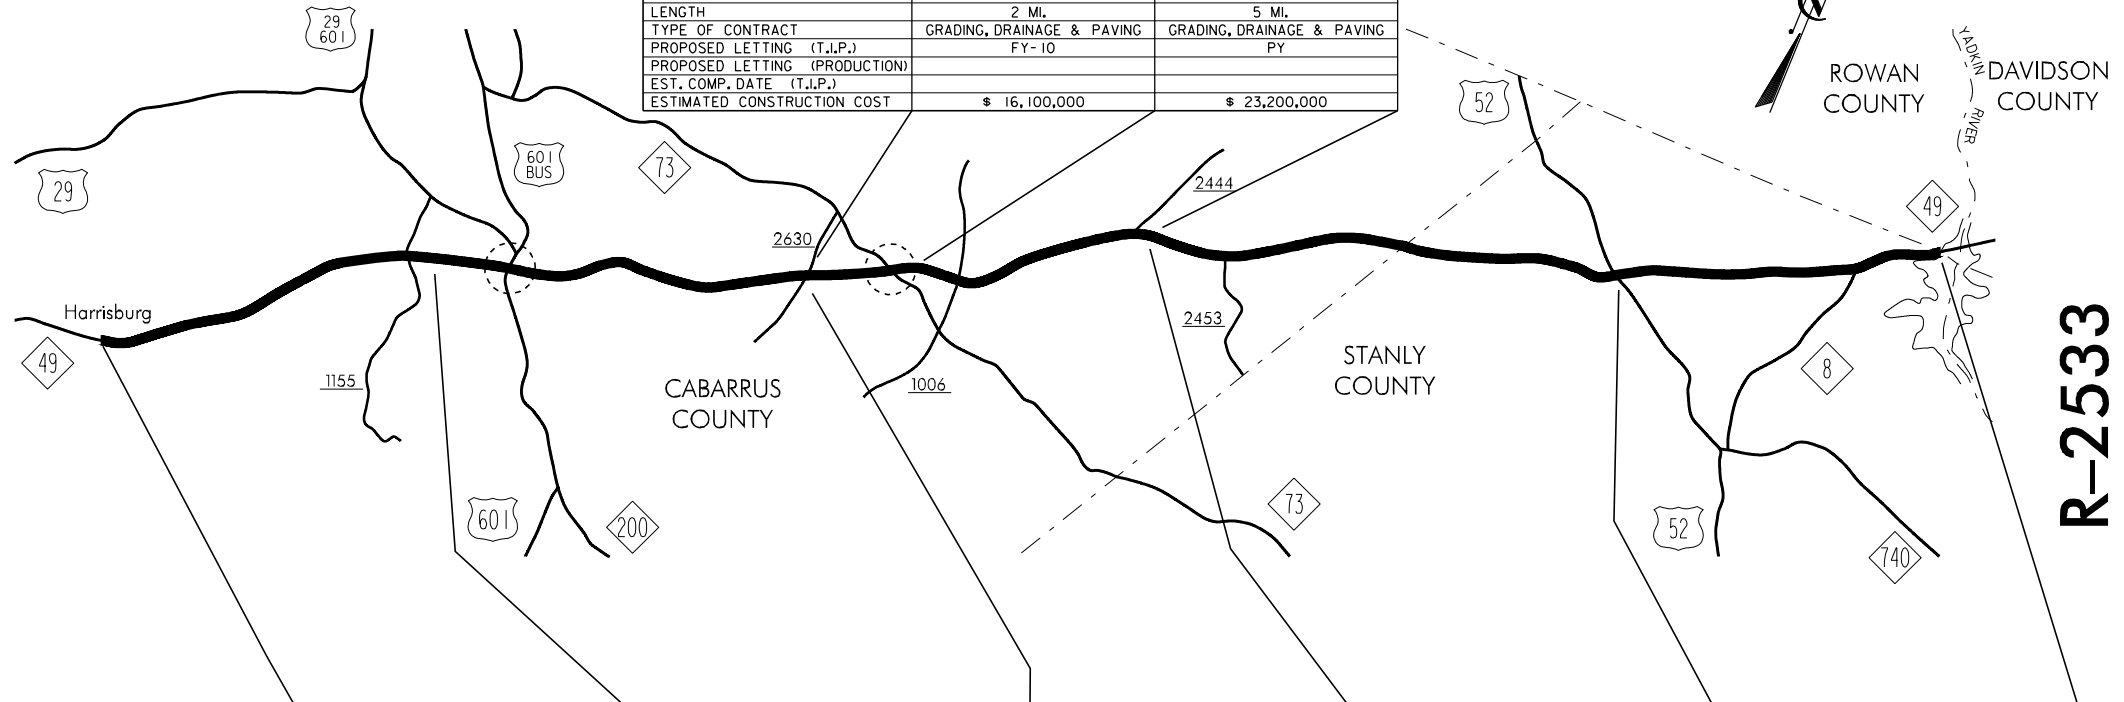 LENGTH 2 MI. 5 MI.
TYPE OF CONTRACT GRADING, DRAINAGE & PAVING GRADING, DRAINAGE & PAVING
PROPOSED LETTING (T.I.P.) FY-10 PY
PROPOSED LETTING (PRODUCTION)
EST. COMP. DATE (T.I.P.)
ESTIMATED CONSTRUCTION COST $ 16,100,000 $ 23,200,000
29
601
601
BUS
73
29
52
ROWAN
COUNTY
YADKIN
RIVER
DAVIDSON
COUNTY
49
2444
2630
Harrisburg
49
1155
CABARRUS
COUNTY
1006
2453
STANLY
COUNTY
8
601
200
73
52
740
R-2533